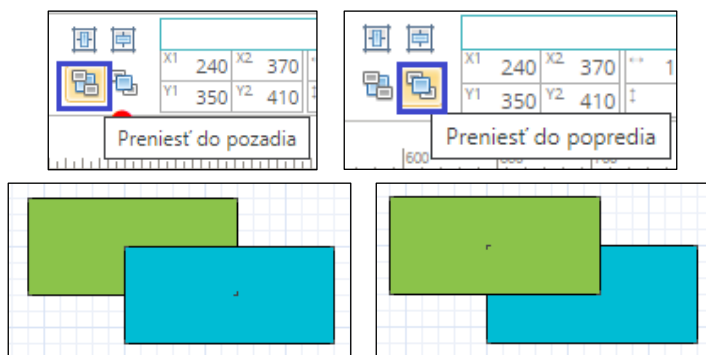 X1 240 X2 370
Y1 350 Y2 410
Preniesť do pozadia
X1 240 X2 370 1
Y1 350 Y2 410
Preniesť do popredia
600